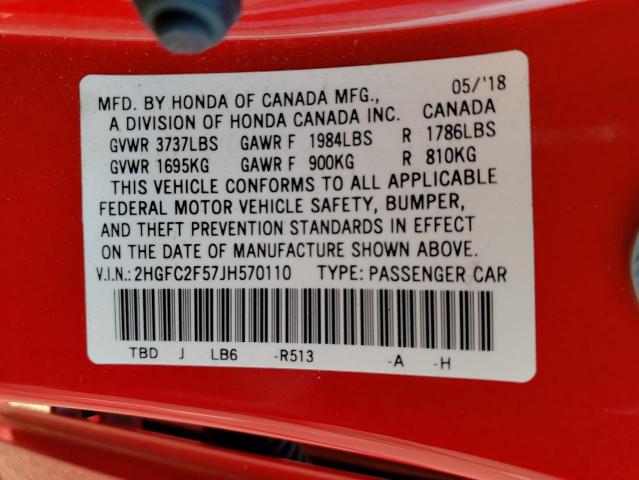 MFD. BY HONDA OF CANADA MFG., 05/'18
A DIVISION OF HONDA CANADA INC. CANADA
GVWR 3737LBS GAWR F 1984LBS R 1786LBS
GVWR 1695KG GAWR F 900KG R 810KG
THIS VEHICLE CONFORMS TO ALL APPLICABLE
FEDERAL MOTOR VEHICLE SAFETY, BUMPER,
AND THEFT PREVENTION STANDARDS IN EFFECT
ON THE DATE OF MANUFACTURE SHOWN ABOVE.
V.I.N.: 2HGFC2F57JH570110 TYPE: PASSENGER CAR
TBD J LB6 -R513 -A -H